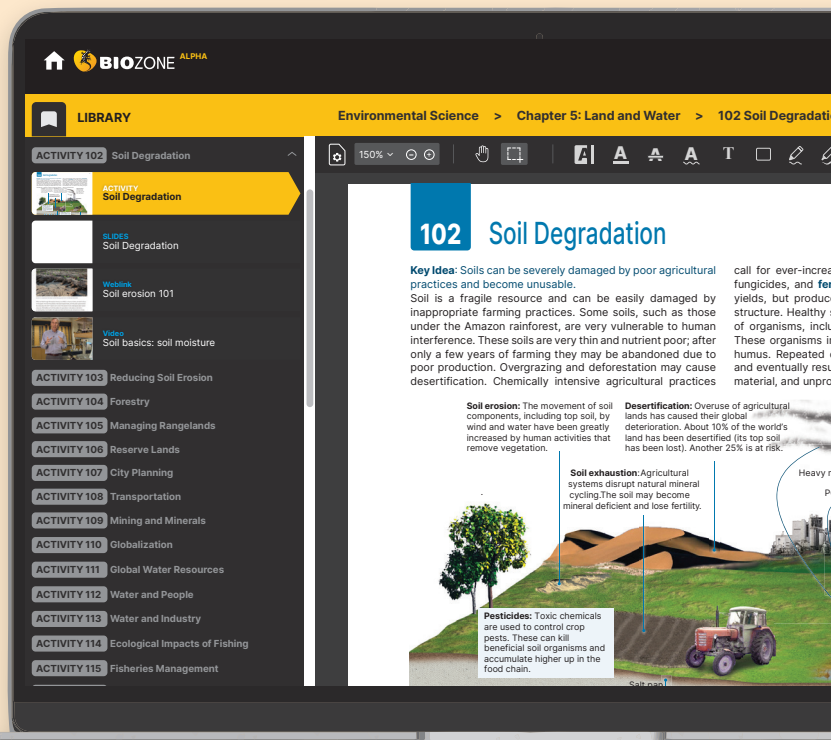 BIOZONE ALPHA
LIBRARY
Environmental Science > Chapter 5: Land and Water > 102 Soil
ACTIVITY 102 Soil Degradation
ACTIVITY
Soil Degradation
SLIDES
Soil Degradation
Weblink
Soil erosion 101
Video
Soil basics: soil moisture
ACTIVITY 103 Reducing Soil Erosion
ACTIVITY 104 Forestry
ACTIVITY 105 Managing Rangelands
ACTIVITY 106 Reserve Lands
ACTIVITY 107 City Planning
ACTIVITY 108 Transportation
ACTIVITY 109 Mining and Minerals
ACTIVITY 110 Globalization
ACTIVITY 111 Global Water Resources
ACTIVITY 112 Water and People
ACTIVITY 113 Water and Industry
ACTIVITY 114 Ecological Impacts of Fishing
ACTIVITY 115 Fisheries Management
150%
A A A A T
102 Soil Degradation
Key Idea: Soils can be severely damaged by poor agricultural
practices and become unusable.
Soil is a fragile resource and can be easily damaged by
inappropriate farming practices. Some soils, such as those
under the Amazon rainforest, are very vulnerable to human
interference. These soils are very thin and nutrient poor; after
only a few years of farming they may be abandoned due to
poor production. Overgrazing and deforestation may cause
desertification. Chemically intensive agricultural practices
call for
fungicides, and
yields, but
structure. Healthy
of organisms,
These organisms
humus. Repeated
and eventually
material, and
Soil erosion: The movement of soil
components, including top soil, by
wind and water have been greatly
increased by human activities that
remove vegetation.
Desertification: Overuse of agricultural
lands has caused their global
deterioration. About 10% of the world's
land has been desertified (its top soil
has been lost). Another 25% is at risk.
Soil exhaustion:Agricultural
systems disrupt natural mineral
cycling.The soil may become
mineral deficient and lose fertility.
Heavy
Pesticides: Toxic chemicals
are used to control crop
pests. These can kill
beneficial soil organisms and
accumulate higher up in the
food chain.
Salt pan